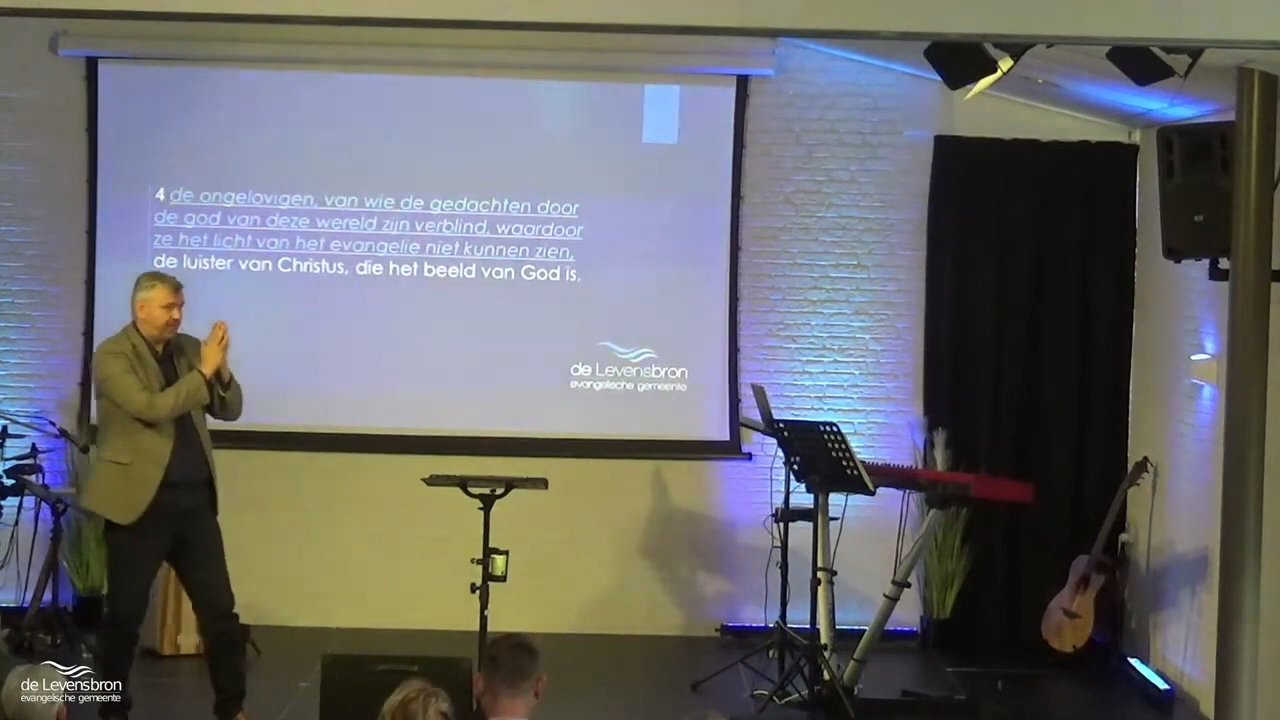 4 de ongelovigen, van wie de gedachten door
de god van deze wereld zijn verblind, waardoor
ze het licht van het evangelie niet kunnen zien,
de luister van Christus, die het beeld van God is.
de Levensbron
evangelische gemeente
de Levensbron
evangelsche gemeente